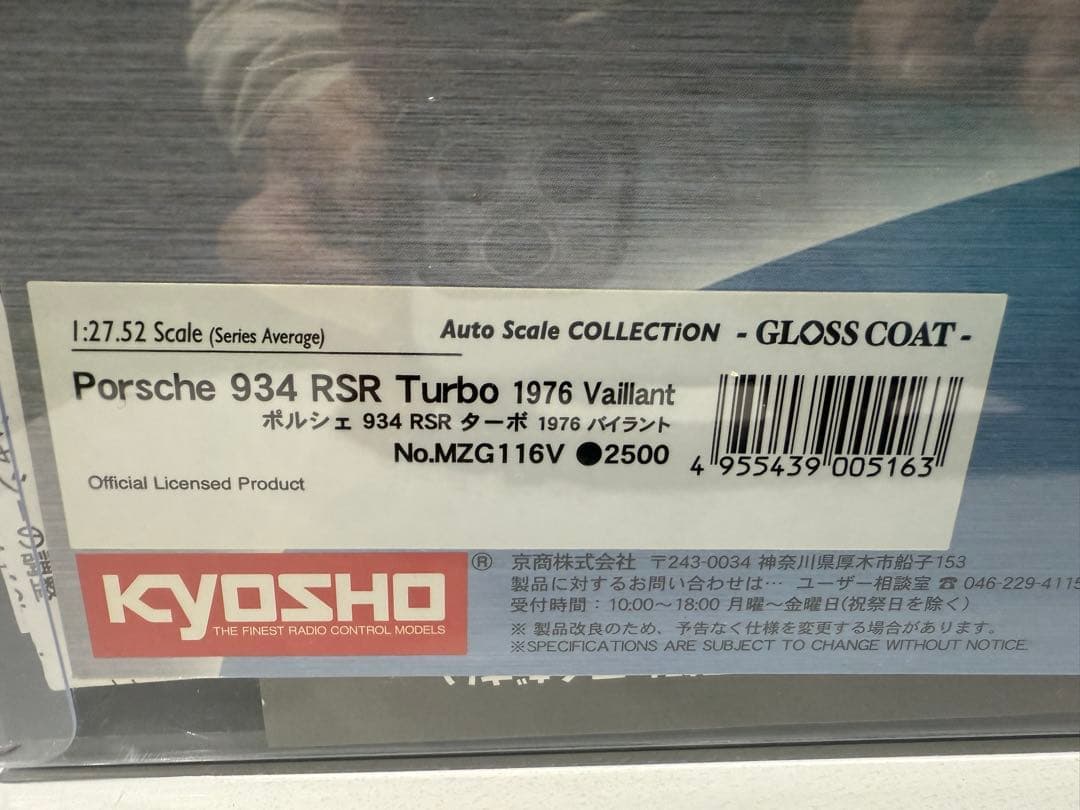 1:27.52 Scale (Series Average)
Auto Scale COLLECTiON - GLOSS COAT -
Porsche 934 RSR Turbo 1976 Vaillant
ポルシェ 934 RSR ターボ 1976 バイラント
No.MZG116V ●2500
4 955439 005163
Official Licensed Product
KYOSHO ®
THE FINEST RADIO CONTROL MODELS
京商株式会社 〒243-0034 神奈川県厚木市船子153
製品に対するお問い合わせは… ユーザー相談室 ☎ 046-229-4115
受付時間：10:00〜18:00 月曜〜金曜日(祝祭日を除く)
※ 製品改良のため、予告なく仕様を変更する場合があります。
※SPECIFICATIONS ARE SUBJECT TO CHANGE WITHOUT NOTICE.